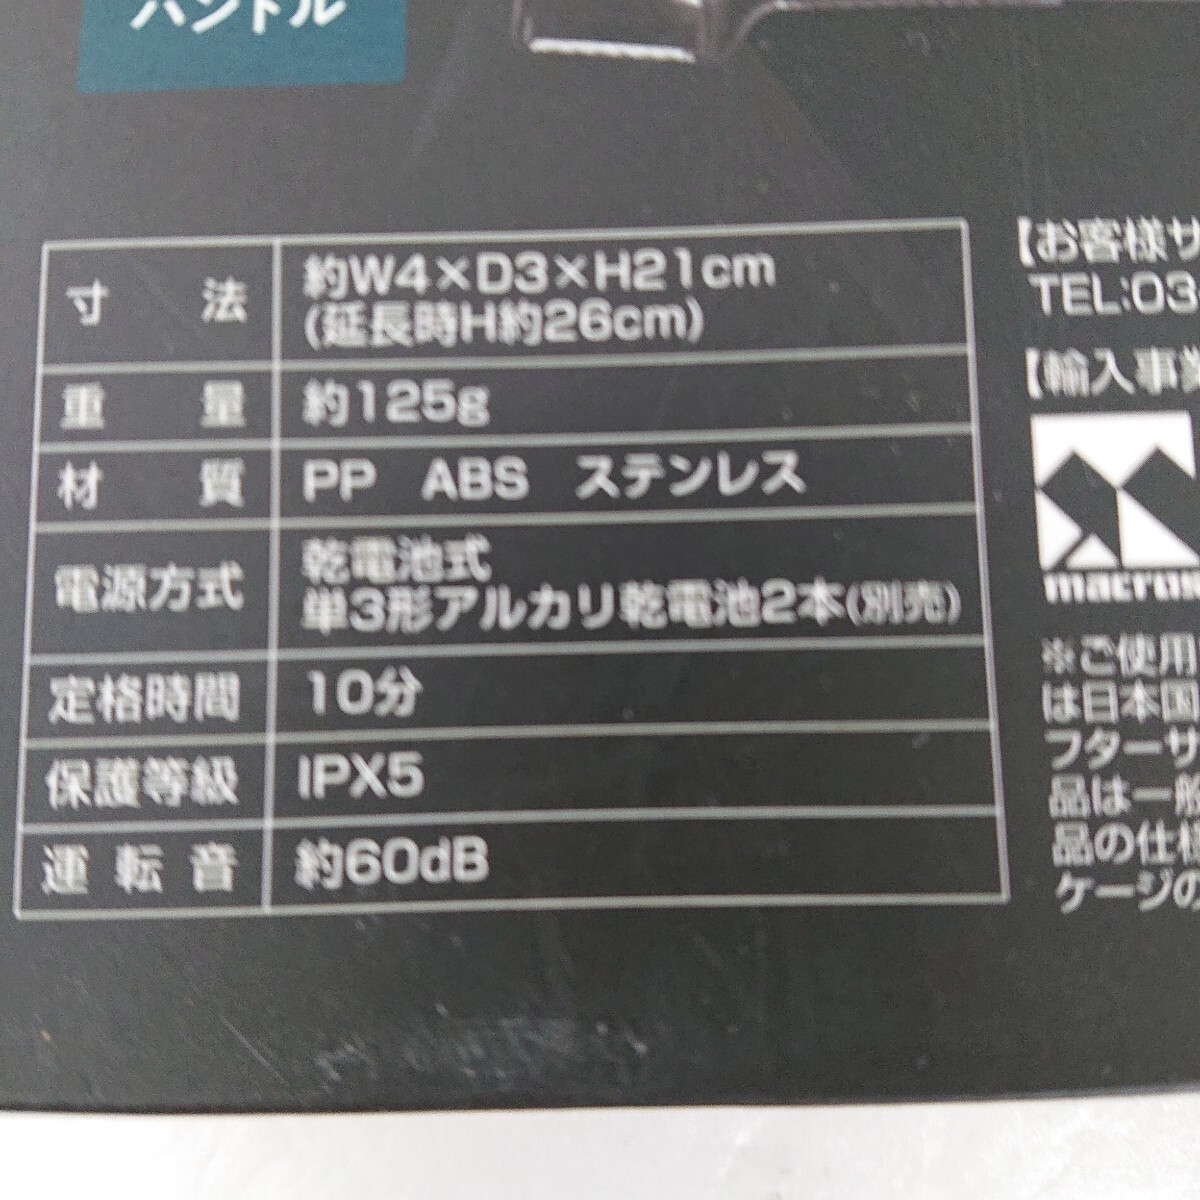 ハンドル
寸法 約W4×D3×H21cm
(延長時H約26cm)
重量 約125g
材質 PP ABS ステンレス
電源方式 乾電池式
単3形アルカリ乾電池2本(別売)
定格時間 10分
保護等級 IPX5
運転音 約60dB
【お客様サ
TEL:03
【輸入事業
macros
※ご使用
は日本国
フターサ
品は一般
品の仕様
ケージの